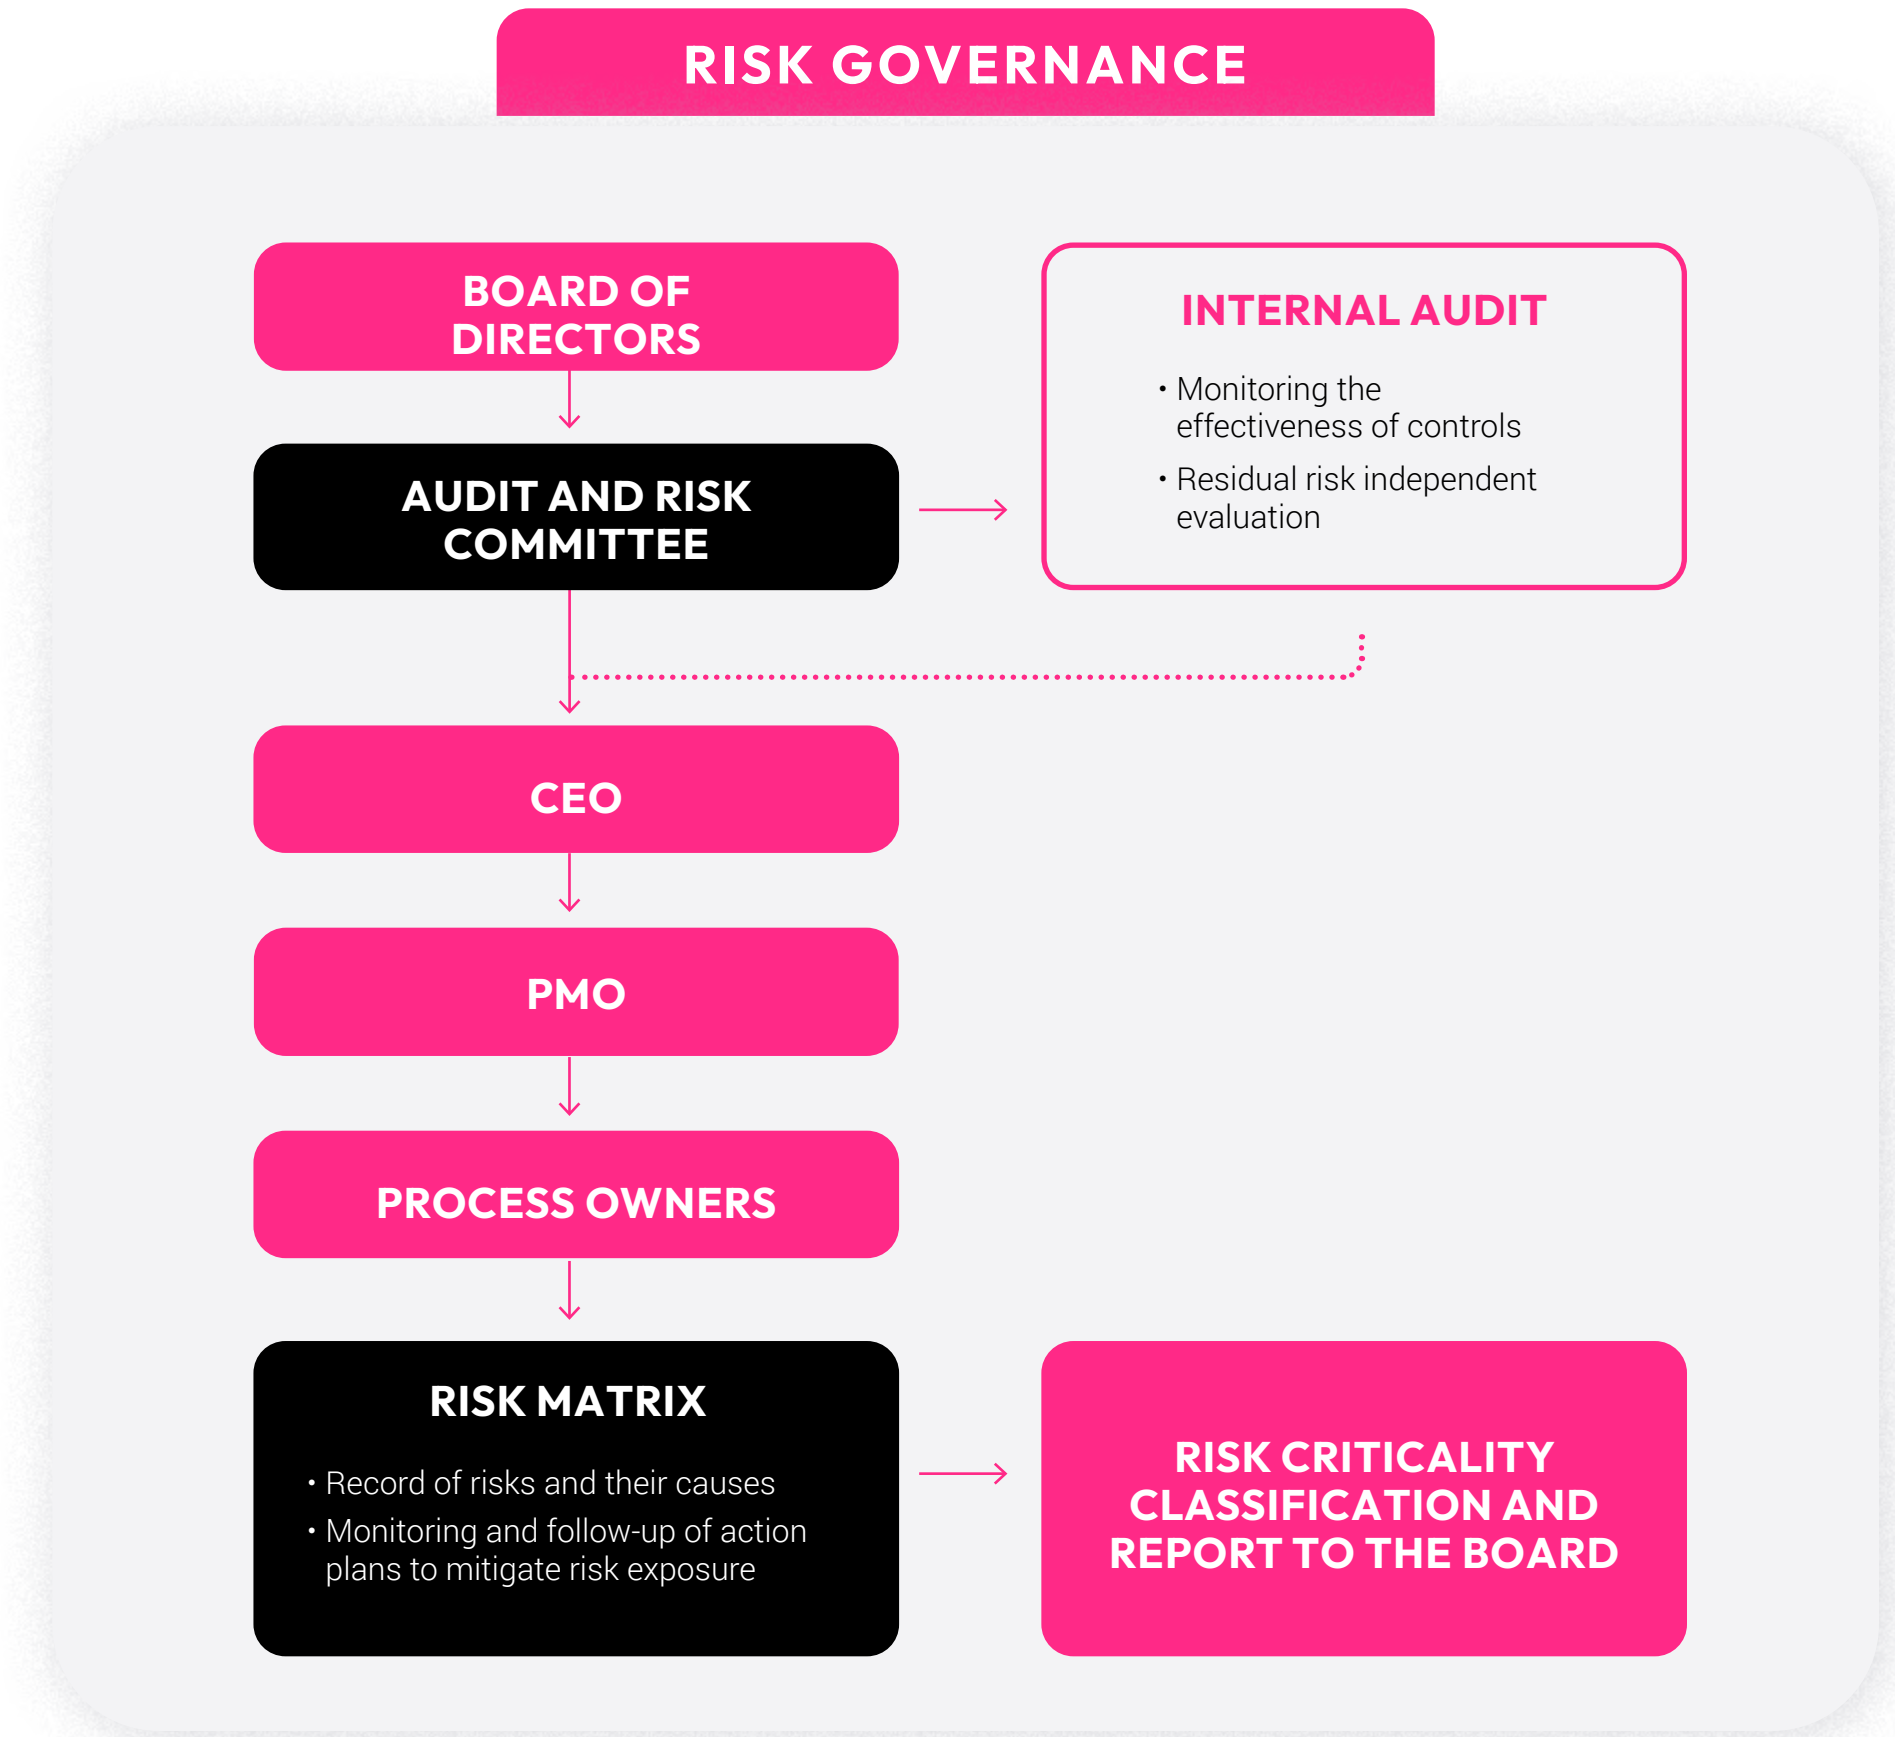 RISK GOVERNANCE
BOARD OF
DIRECTORS
INTERNAL AUDIT
• Monitoring the
effectiveness of controls
• Residual risk independent
evaluation
AUDIT AND RISK
COMMITTEE
CEO
PMO
PROCESS OWNERS
RISK MATRIX
• Record of risks and their causes
• Monitoring and follow-up of action
plans to mitigate risk exposure
RISK CRITICALITY
CLASSIFICATION AND
REPORT TO THE BOARD